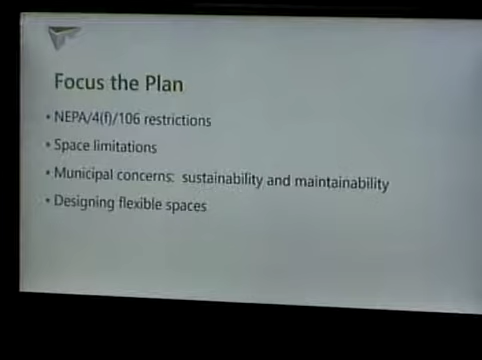 Focus the Plan
• NEPA/4(f)/106 restrictions
• Space limitations
• Municipal concerns: sustainability and maintainability
• Designing flexible spaces